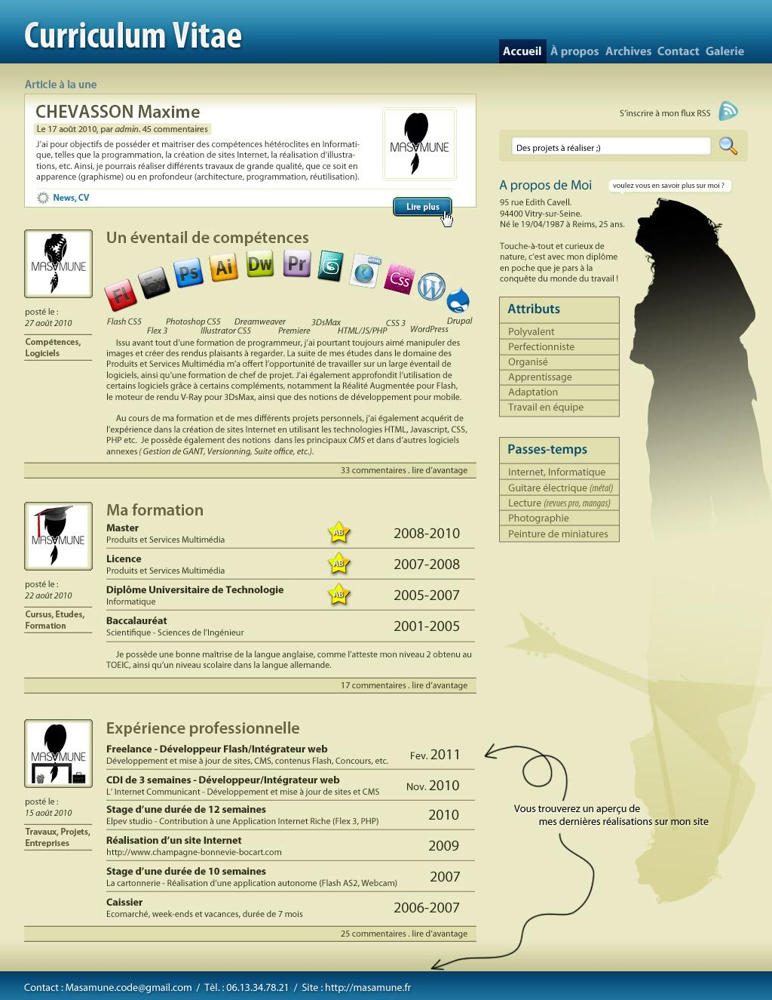 Curriculum Vitae
Accueil À propos Archives Contact Galerie
Article à la une
CHEVASSON Maxime
Le 17 août 2010, par admin. 45 commentaires
J'ai pour objectifs de posséder et maitriser des compétences hétéroclites en Informati-
que, telles que la programmation, la création de sites Internet, la réalisation d'illustra-
tions, etc. Ainsi, je pourrais réaliser différents travaux de grande qualité, que ce soit en
apparence (graphisme) ou en profondeur (architecture, programmation, réutilisation).
MASAMUNE
News, CV
Lire plus
S'inscrire à mon flux RSS
Des projets à réaliser ;)
A propos de Moi
voulez vous en savoir plus sur moi ?
95 rue Edith Cavell.
94400 Vitry-sur-Seine.
Né le 19/04/1987 à Reims, 25 ans.
Touche-à-tout et curieux de
nature, c'est avec mon diplôme
en poche que je pars à la
conquête du monde du travail !
Attributs
Polyvalent
Perfectionniste
Organisé
Apprentissage
Adaptation
Travail en équipe
Passes-temps
Internet, Informatique
Guitare électrique (métal)
Lecture (revues pro, mangas)
Photographie
Peinture de miniatures
MASAMUNE
posté le :
27 août 2010
Compétences,
Logiciels
Un éventail de compétences
Fl Fx Ps Ai Dw Pr HTML CSS W
Flash CS5 Photoshop CS5 Dreamweaver 3DsMax CSS 3 Drupal
Flex 3 Illustrator CS5 Premiere HTML/JS/PHP WordPress
Issu avant tout d'une formation de programmeur, j'ai pourtant toujours aimé manipuler des
images et créer des rendus plaisants à regarder. La suite de mes études dans le domaine des
Produits et Services Multimédia m'a offert l'opportunité de travailler sur un large éventail de
logiciels, ainsi qu'une formation de chef de projet. J'ai également approfondit l'utilisation de
certains logiciels grâce à certains compléments, notamment la Réalité Augmentée pour Flash,
le moteur de rendu V-Ray pour 3DsMax, ainsi que des notions de développement pour mobile.
Au cours de ma formation et de mes différents projets personnels, j'ai également acquérit de
l'expérience dans la création de sites Internet en utilisant les technologies HTML, Javascript, CSS,
PHP etc. Je possède également des notions dans les principaux CMS et dans d'autres logiciels
annexes ( Gestion de GANT, Versionning, Suite office, etc.).
33 commentaires . lire d'avantage
MASAMUNE
posté le :
22 août 2010
Cursus, Etudes,
Formation
Ma formation
Master
Produits et Services Multimédia
AB
2008-2010
Licence
Produits et Services Multimédia
AB
2007-2008
Diplôme Universitaire de Technologie
Informatique
AB
2005-2007
Baccalauréat
Scientifique - Sciences de l'Ingénieur
2001-2005
Je possède une bonne maîtrise de la langue anglaise, comme l'atteste mon niveau 2 obtenu au
TOEIC, ainsi qu'un niveau scolaire dans la langue allemande.
17 commentaires . lire d'avantage
MASAMUNE
posté le :
15 août 2010
Travaux, Projets,
Entreprises
Expérience professionnelle
Freelance - Développeur Flash/Intégrateur web
Développement et mise à jour de sites, CMS, contenus Flash, Concours, etc.
Fev. 2011
CDI de 3 semaines - Développeur/Intégrateur web
L' Internet Communicant - Développement et mise à jour de sites et CMS
Nov. 2010
Stage d'une durée de 12 semaines
Elpev studio - Contribution à une Application Internet Riche (Flex 3, PHP)
2010
Réalisation d'un site Internet
http://www.champagne-bonnevie-bocart.com
2009
Stage d'une durée de 10 semaines
La cartonnerie - Réalisation d'une application autonome (Flash AS2, Webcam)
2007
Caissier
Ecomarché, week-ends et vacances, durée de 7 mois
2006-2007
25 commentaires . lire d'avantage
Vous trouverez un aperçu de
mes dernières réalisations sur mon site
Contact : Masamune.code@gmail.com / Tèl. : 06.13.34.78.21 / Site : http://masamune.fr